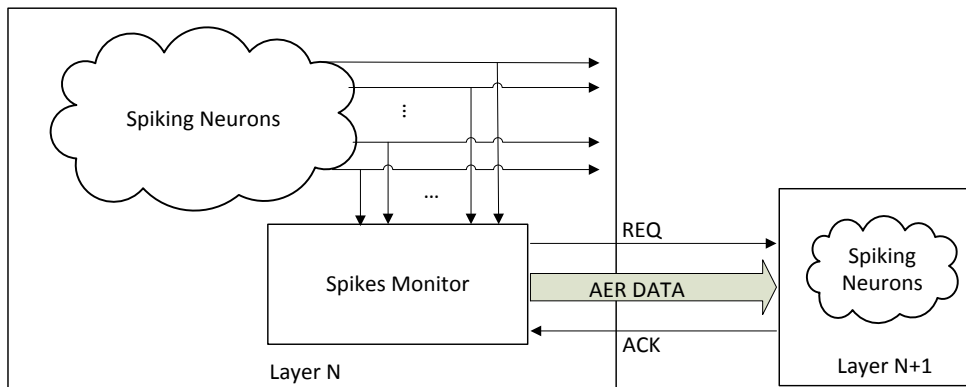 Spiking Neurons
...
...
REQ
Spikes Monitor
AER DATA
ACK
Layer N
Spiking
Neurons
Layer N+1